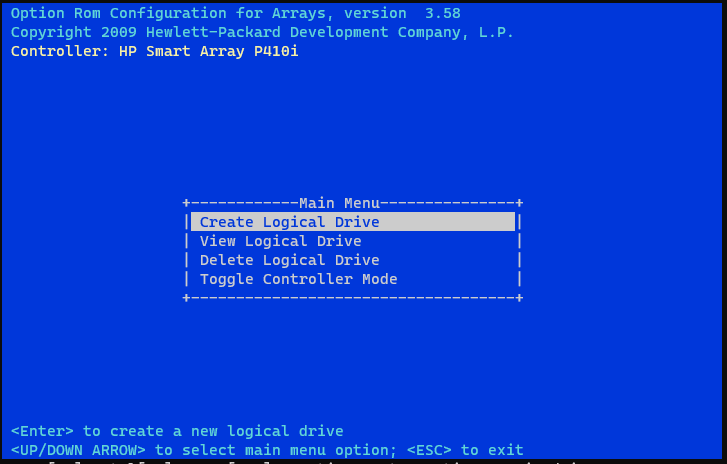 Option Rom Configuration for Arrays, version  3.58
Copyright 2009 Hewlett-Packard Development Company, L.P.
Controller: HP Smart Array P410i
+------------Main Menu---------------+
| Create Logical Drive |
| View Logical Drive |
| Delete Logical Drive |
| Toggle Controller Mode |
+------------------------------------+
<Enter> to create a new logical drive
<UP/DOWN ARROW> to select main menu option; <ESC> to exit